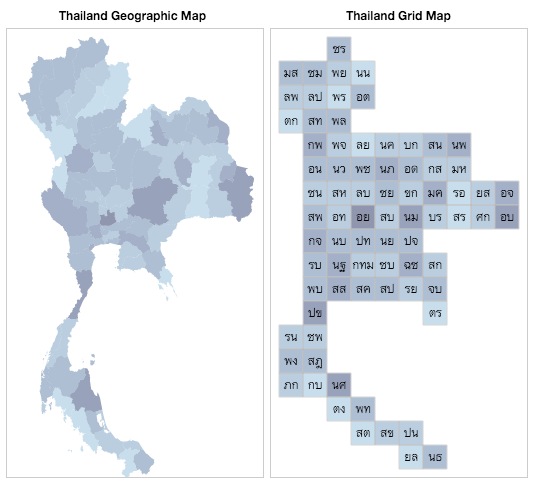 Thailand Geographic Map
Thailand Grid Map
ชร
มส ชม พย นน
ลพ ลป พร อต
ตก สท พล
กพ พจ ลย นค บก สน นพ
อน นว พช นภ อด กส มห
ชน สห ลบ ชย ขก มค รอ ยส อจ
สพ อท อย สบ นม บร สร ศก อบ
กจ นบ ปท นย ปจ
รบ นฐ กทม ชบ ฉช สก
พบ สส สค สป รย จบ
ปข ตร
รน ชพ
พง สฎ
ภก กบ นศ
ตง พท
สต สข ปน
ยล นธ